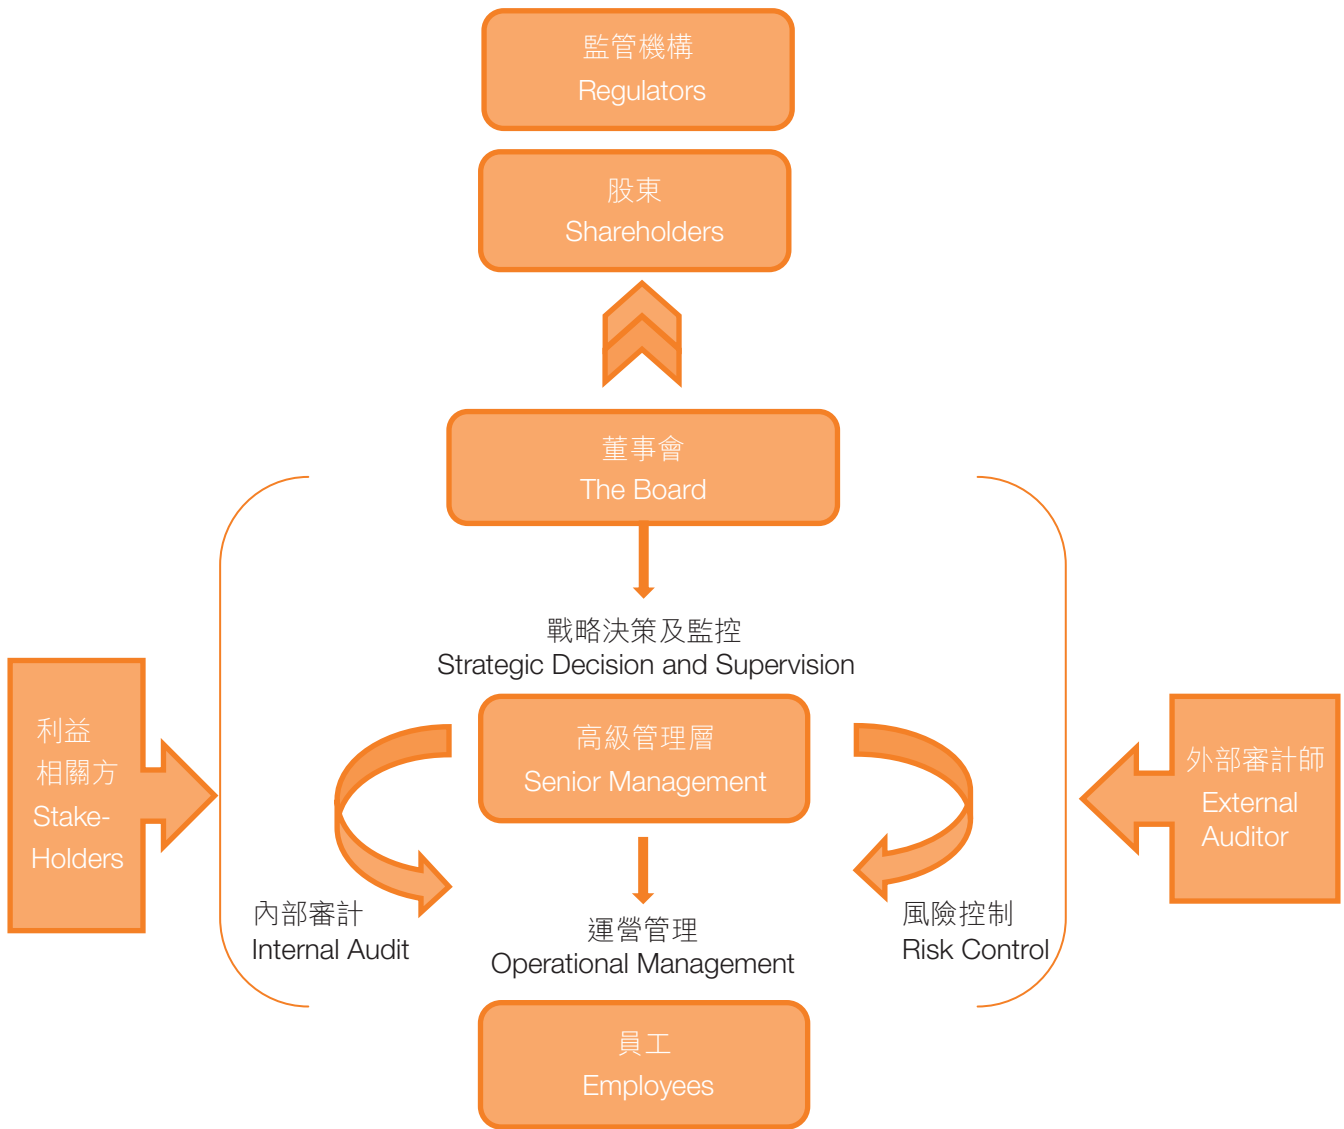 監管機構
Regulators
股東
Shareholders
董事會
The Board
戰略決策及監控
Strategic Decision and Supervision
利益
相關方
Stake-
Holders
高級管理層
Senior Management
外部審計師
External
Auditor
內部審計
Internal Audit
運營管理
Operational Management
風險控制
Risk Control
員工
Employees